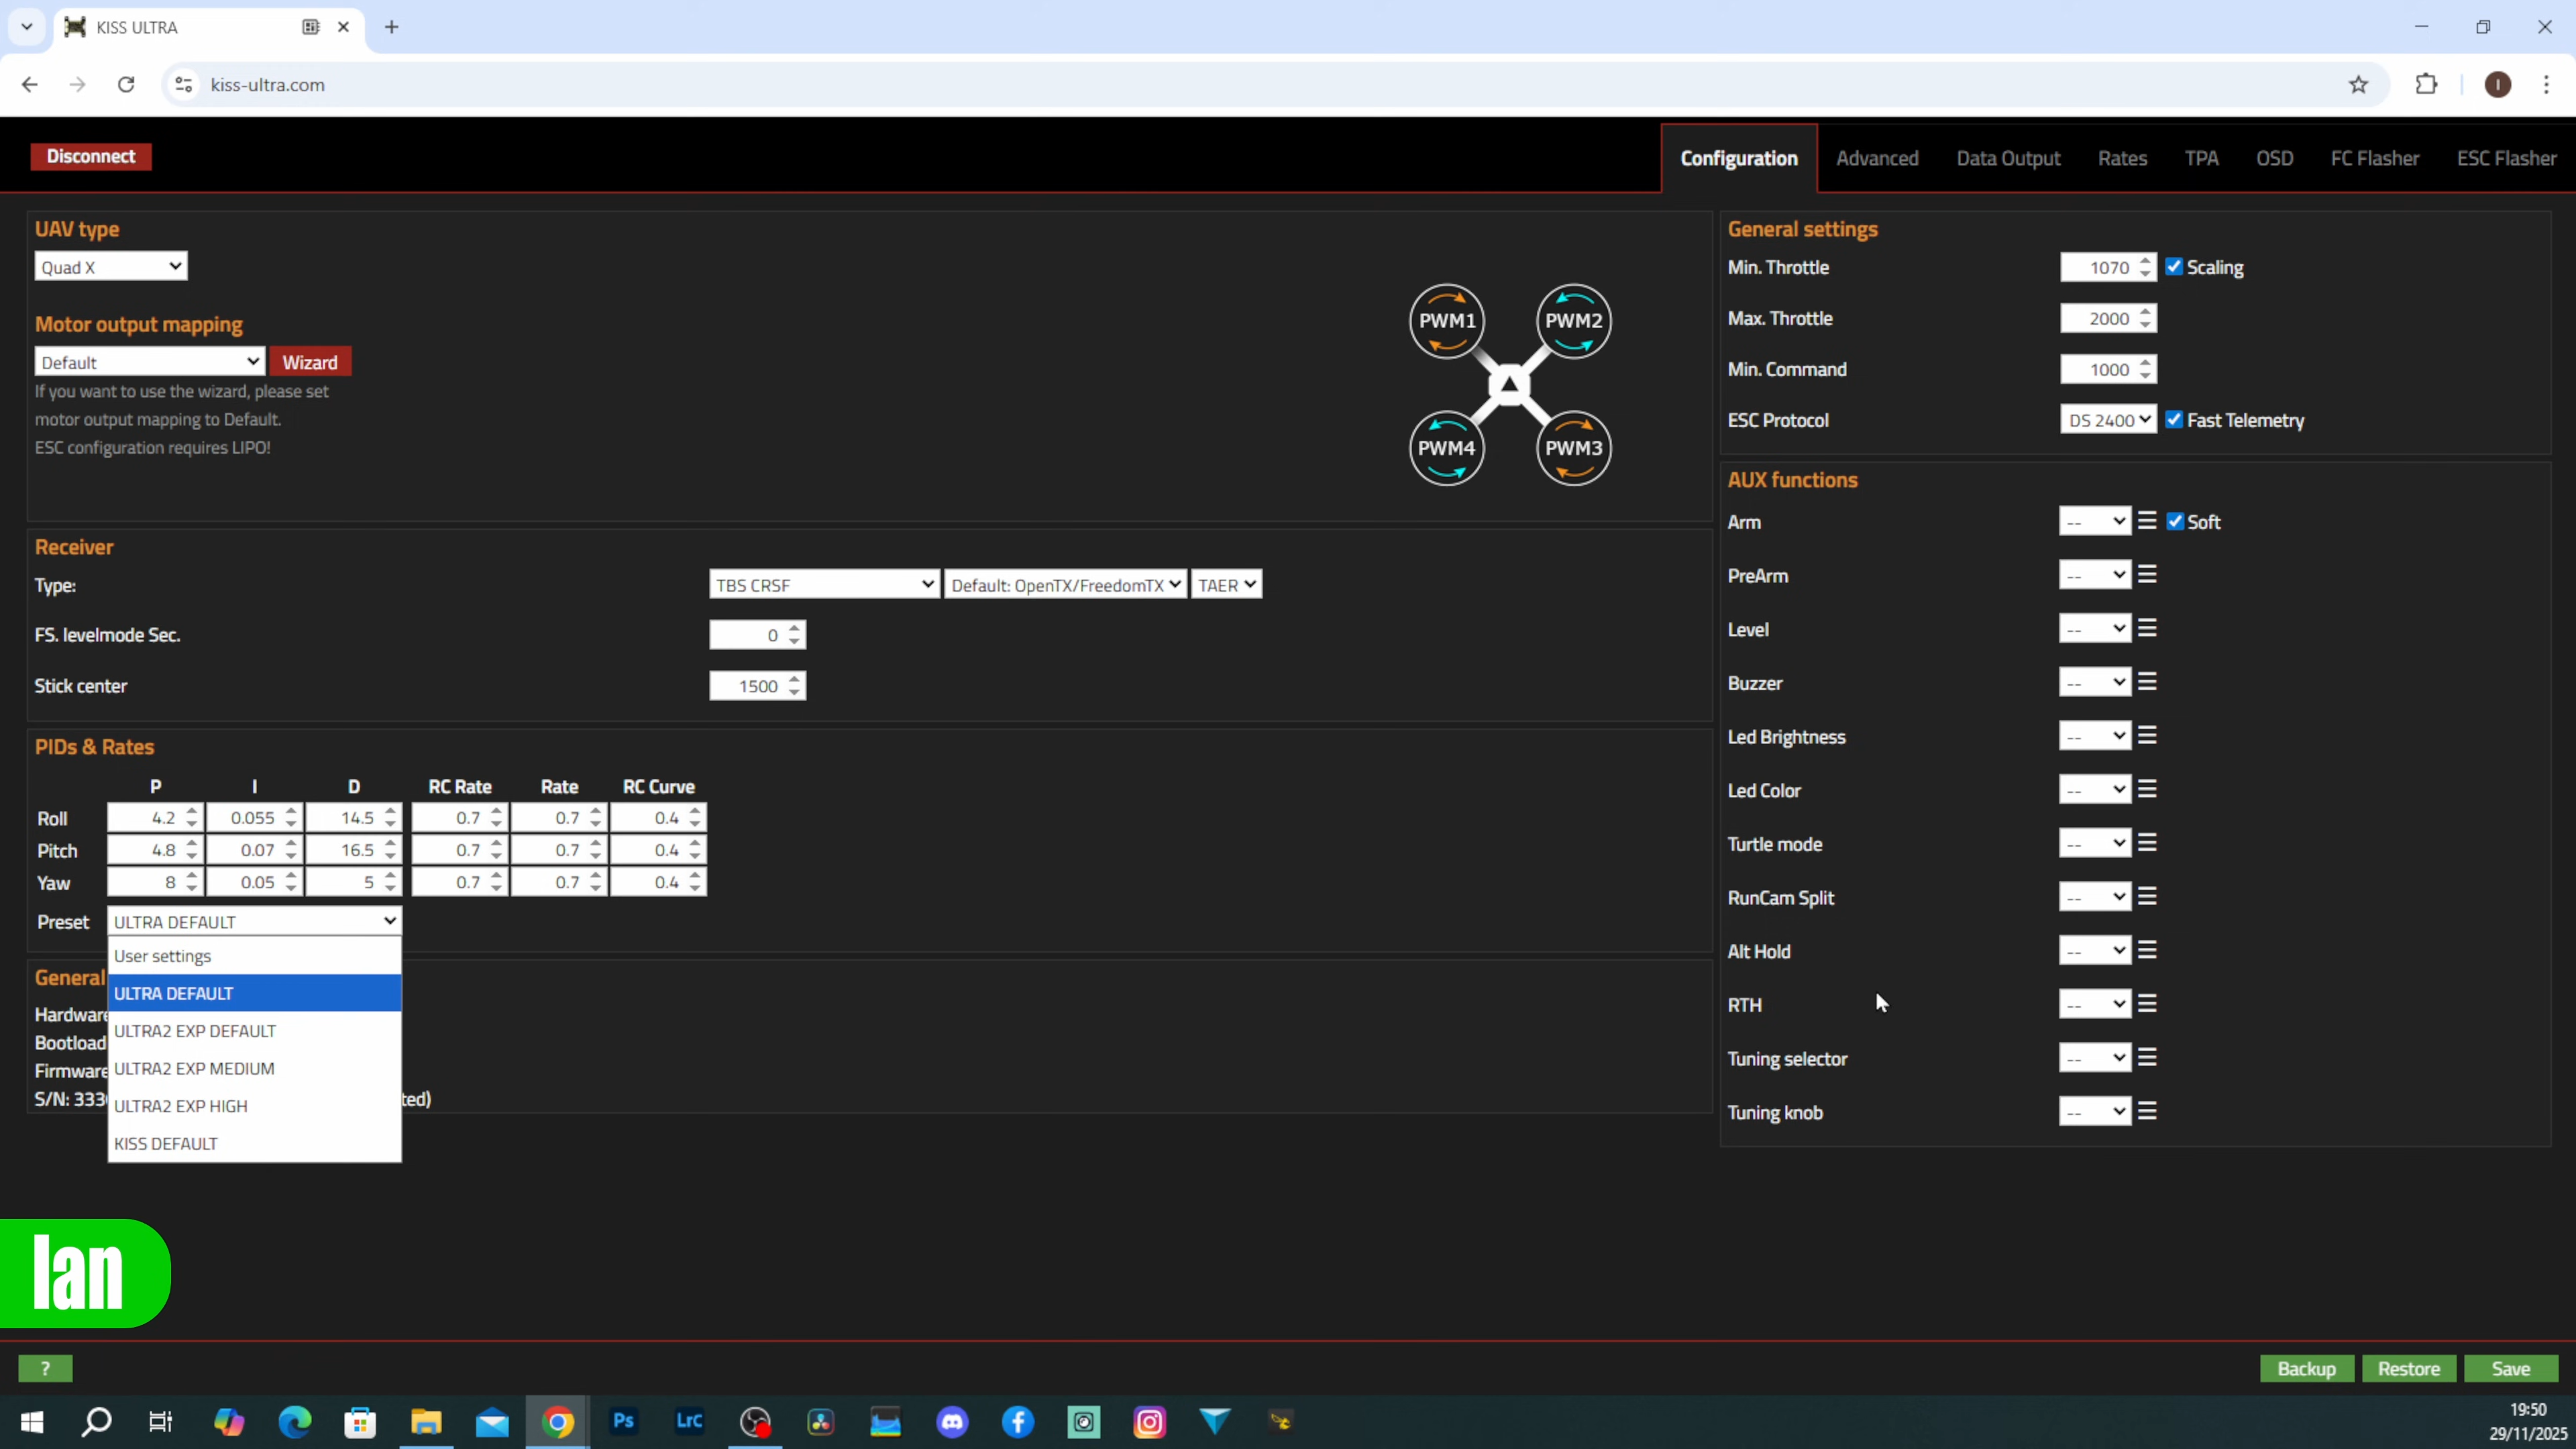 KISS ULTRA
kiss-ultra.com
I
Disconnect
Configuration Advanced Data Output Rates TPA OSD FC Flasher ESC Flasher
UAV type
Quad X
Motor output mapping
Default Wizard
If you want to use the wizard, please set
motor output mapping to Default.
ESC configuration requires LIPO!
PWM1 PWM2
PWM4 PWM3
Receiver
Type: TBS CRSF Default: OpenTX/FreedomTX TAER
FS. levelmode Sec. 0
Stick center 1500
PIDs & Rates
P I D RC Rate Rate RC Curve
Roll 4.2 0.055 14.5 0.7 0.7 0.4
Pitch 4.8 0.07 16.5 0.7 0.7 0.4
Yaw 8 0.05 5 0.7 0.7 0.4
Preset ULTRA DEFAULT
User settings
ULTRA DEFAULT
ULTRA2 EXP DEFAULT
ULTRA2 EXP MEDIUM
ULTRA2 EXP HIGH
KISS DEFAULT
General
Hardware
Bootload
Firmware
S/N: 333 ted)
General settings
Min. Throttle 1070 Scaling
Max. Throttle 2000
Min. Command 1000
ESC Protocol DS 2400 Fast Telemetry
AUX functions
Arm -- Soft
PreArm --
Level --
Buzzer --
Led Brightness --
Led Color --
Turtle mode --
RunCam Split --
Alt Hold --
RTH --
Tuning selector --
Tuning knob --
Ian
? Backup Restore Save
Ps LrC
19:50
29/11/2025